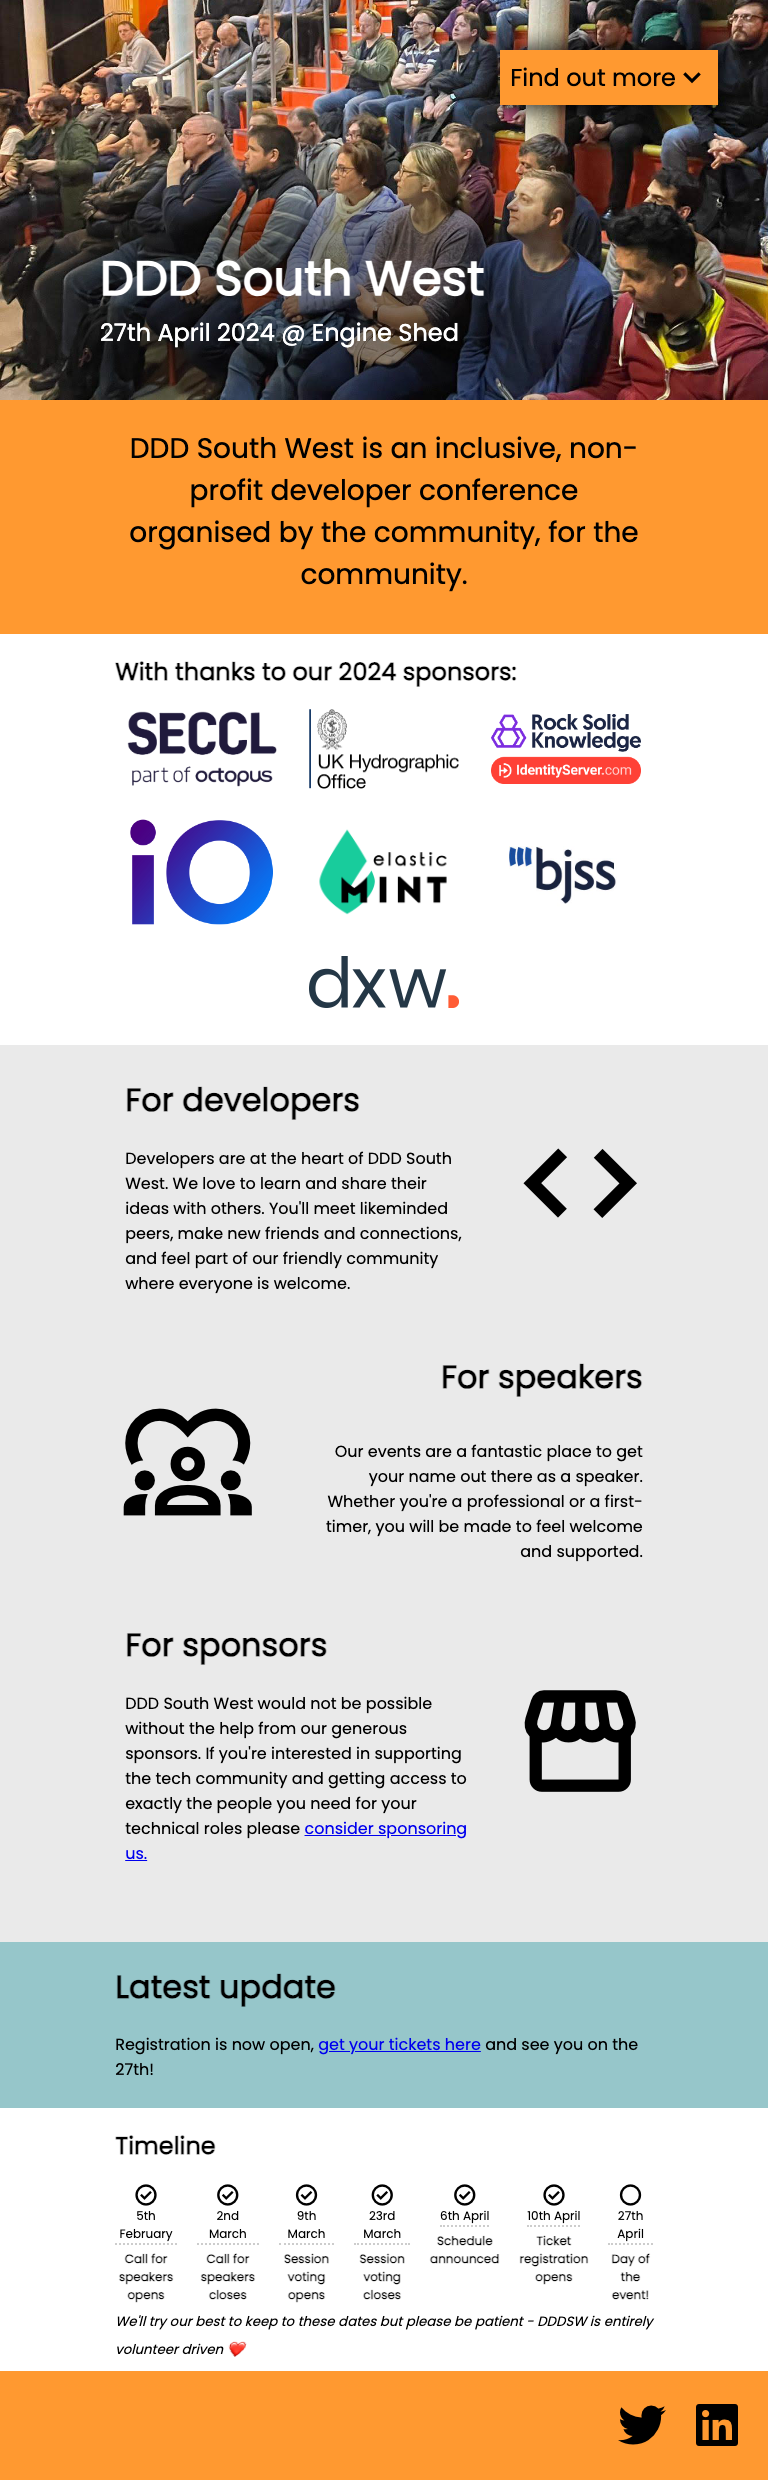 Find out more
DDD South West
27th April 2024 @ Engine Shed
DDD South West is an inclusive, non-
profit developer conference
organised by the community, for the
community.
With thanks to our 2024 sponsors:
SECCL
part of octopus
UK Hydrographic
Office
Rock Solid
Knowledge
IdentityServer.com
iO
elastic
MINT
bjss
dxw.
For developers
Developers are at the heart of DDD South
West. We love to learn and share their
ideas with others. You'll meet likeminded
peers, make new friends and connections,
and feel part of our friendly community
where everyone is welcome.
For speakers
Our events are a fantastic place to get
your name out there as a speaker.
Whether you're a professional or a first-
timer, you will be made to feel welcome
and supported.
For sponsors
DDD South West would not be possible
without the help from our generous
sponsors. If you're interested in supporting
the tech community and getting access to
exactly the people you need for your
technical roles please consider sponsoring
us.
Latest update
Registration is now open, get your tickets here and see you on the
27th!
Timeline
5th
February
Call for
speakers
opens
2nd
March
Call for
speakers
closes
9th
March
Session
voting
opens
23rd
March
Session
voting
closes
6th April
Schedule
announced
10th April
Ticket
registration
opens
27th
April
Day of
the
event!
We'll try our best to keep to these dates but please be patient - DDDSW is entirely
volunteer driven ❤️
in